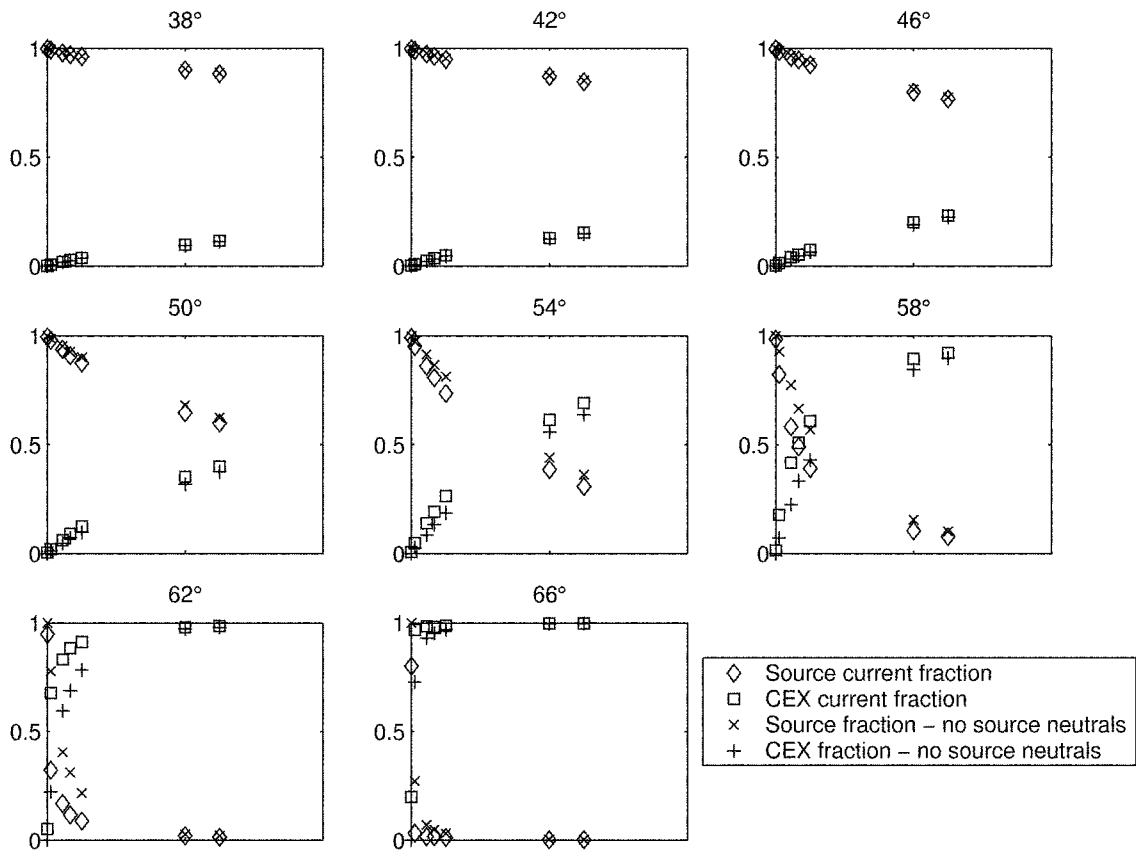 38° 42° 46°
1 1 1
0.5 0.5 0.5
0 0 0
50° 54° 58°
1 1 1
0.5 0.5 0.5
0 0 0
62° 66°
1 1
0.5 0.5
0 0
Source current fraction
CEX current fraction
Source fraction – no source neutrals
CEX fraction – no source neutrals